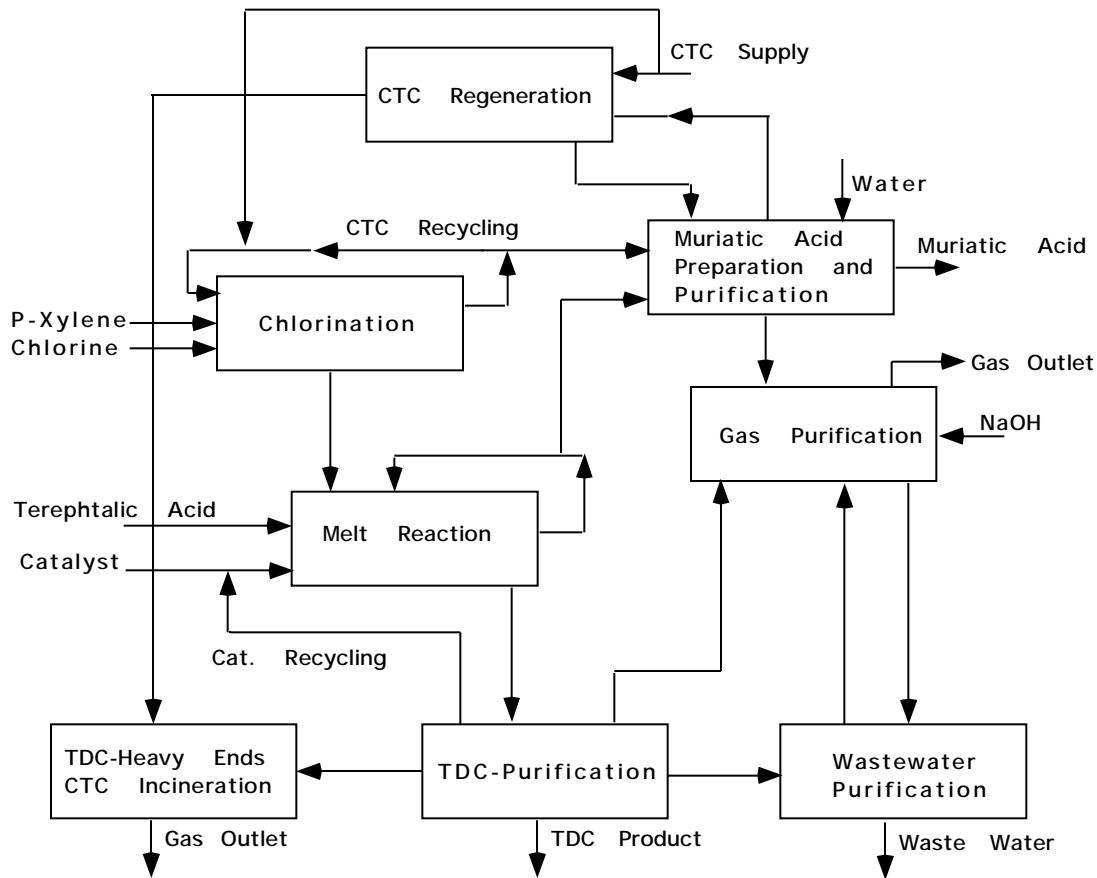 CTC Supply
CTC Regeneration
Water
CTC Recycling
Muriatic Acid
Preparation and
Purification
Muriatic Acid
P-Xylene
Chlorine
Chlorination
Gas Outlet
Gas Purification
NaOH
Terephtalic Acid
Melt Reaction
Catalyst
Cat. Recycling
TDC-Heavy Ends
CTC Incineration
TDC-Purification
Wastewater
Purification
Gas Outlet
TDC Product
Waste Water